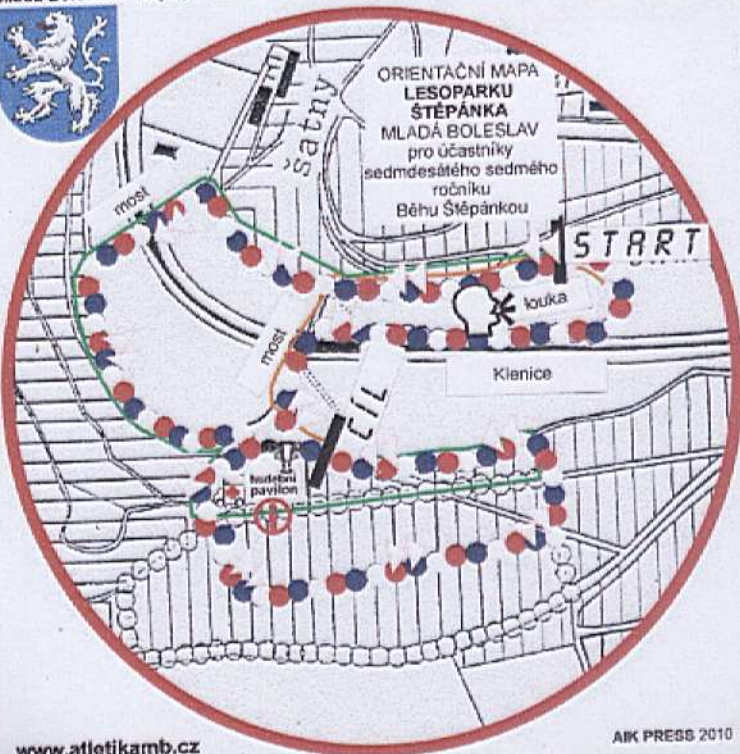 šatny
ORIENTAČNÍ MAPA
LESOPARKU
ŠTĚPÁNKA
MLADÁ BOLESLAV
pro účastníky
sedmdesátého sedmého
ročníku
Běhu Štěpánkou
most
START
louka
most
Klenice
CÍL
hudební
pavilon
www.atletikamb.cz
AIK PRESS 2010